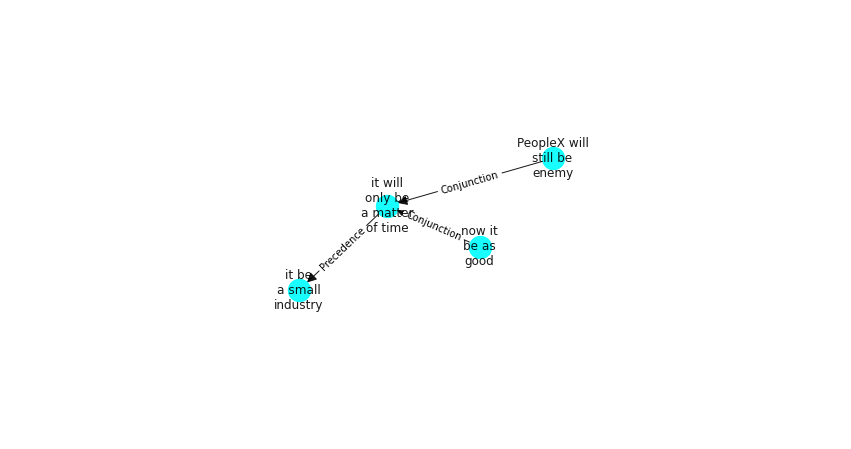 PeopleX will
still be
enemy
Conjunction
it will
only be
a matter
of time
Conjunction
now it
be as
good
Precedence
it be
a small
industry